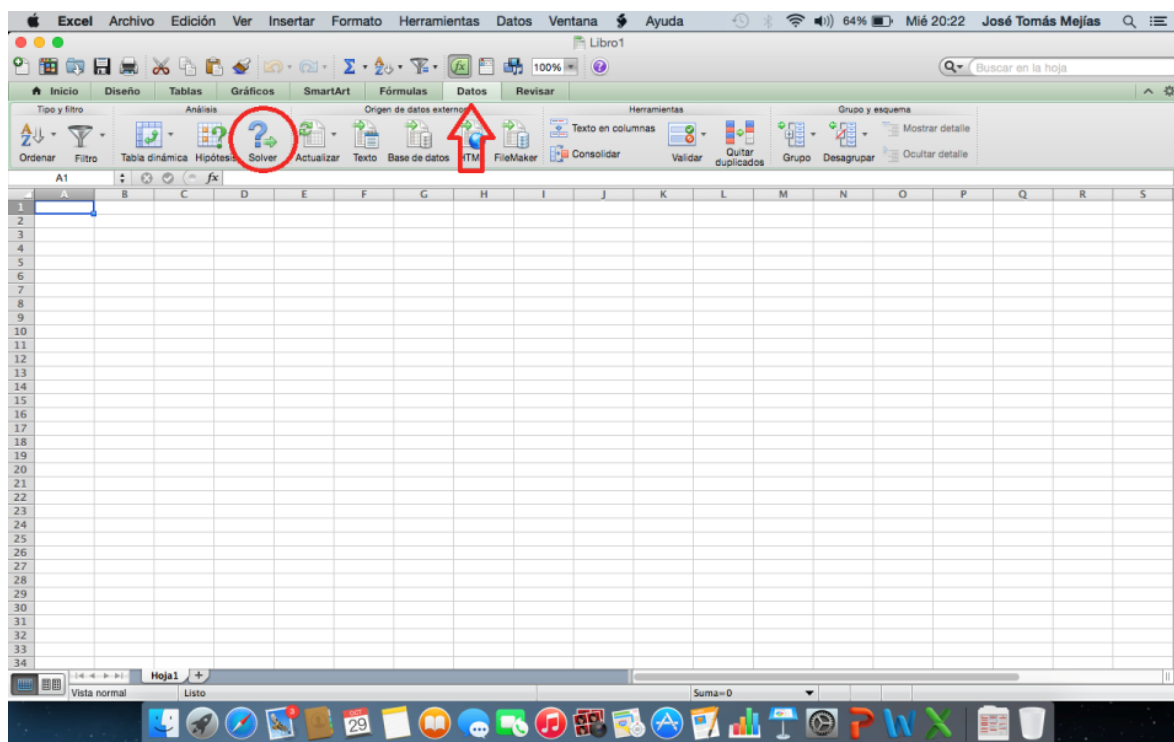 Excel Archivo Edición Ver Insertar Formato Herramientas Datos Ventana Ayuda 64% Mié 20:22 José Tomás Mejías
Libro1
100% Buscar en la hoja
Inicio Diseño Tablas Gráficos SmartArt Fórmulas Datos Revisar
Tipo y filtro Análisis Origen de datos externos Herramientas Grupo y esquema
Texto en columnas Mostrar detalle
Consolidar Ocultar detalle
Ordenar Filtro Tabla dinámica Hipótesis Solver Actualizar Texto Base de datos HTML FileMaker Validar Quitar duplicados Grupo Desagrupar
A1 fx
A B C D E F G H I J K L M N O P Q R S
1
2
3
4
5
6
7
8
9
10
11
12
13
14
15
16
17
18
19
20
21
22
23
24
25
26
27
28
29
30
31
32
33
34
Hoja1 +
Vista normal Listo Suma=0
3 OCT 29